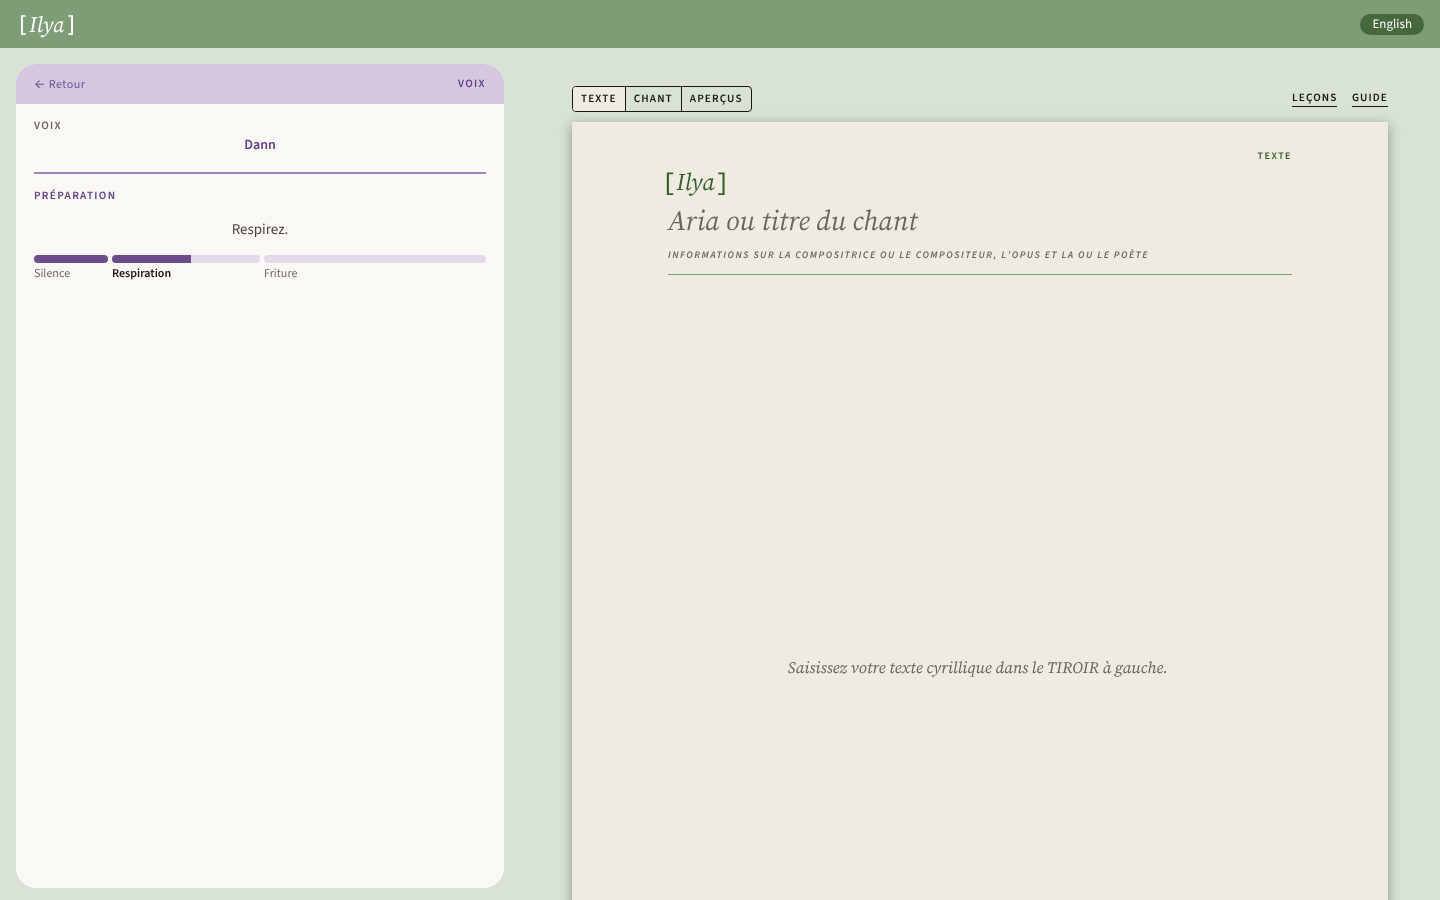 [Ilya]
English
← Retour
VOIX
VOIX
Dann
PRÉPARATION
Respirez.
Silence
Respiration
Friture
TEXTE
CHANT
APERÇUS
LEÇONS
GUIDE
TEXTE
[Ilya]
Aria ou titre du chant
INFORMATIONS SUR LA COMPOSITRICE OU LE COMPOSITEUR, L'OPUS ET LA OU LE POÈTE
Saisissez votre texte cyrillique dans le TIROIR à gauche.